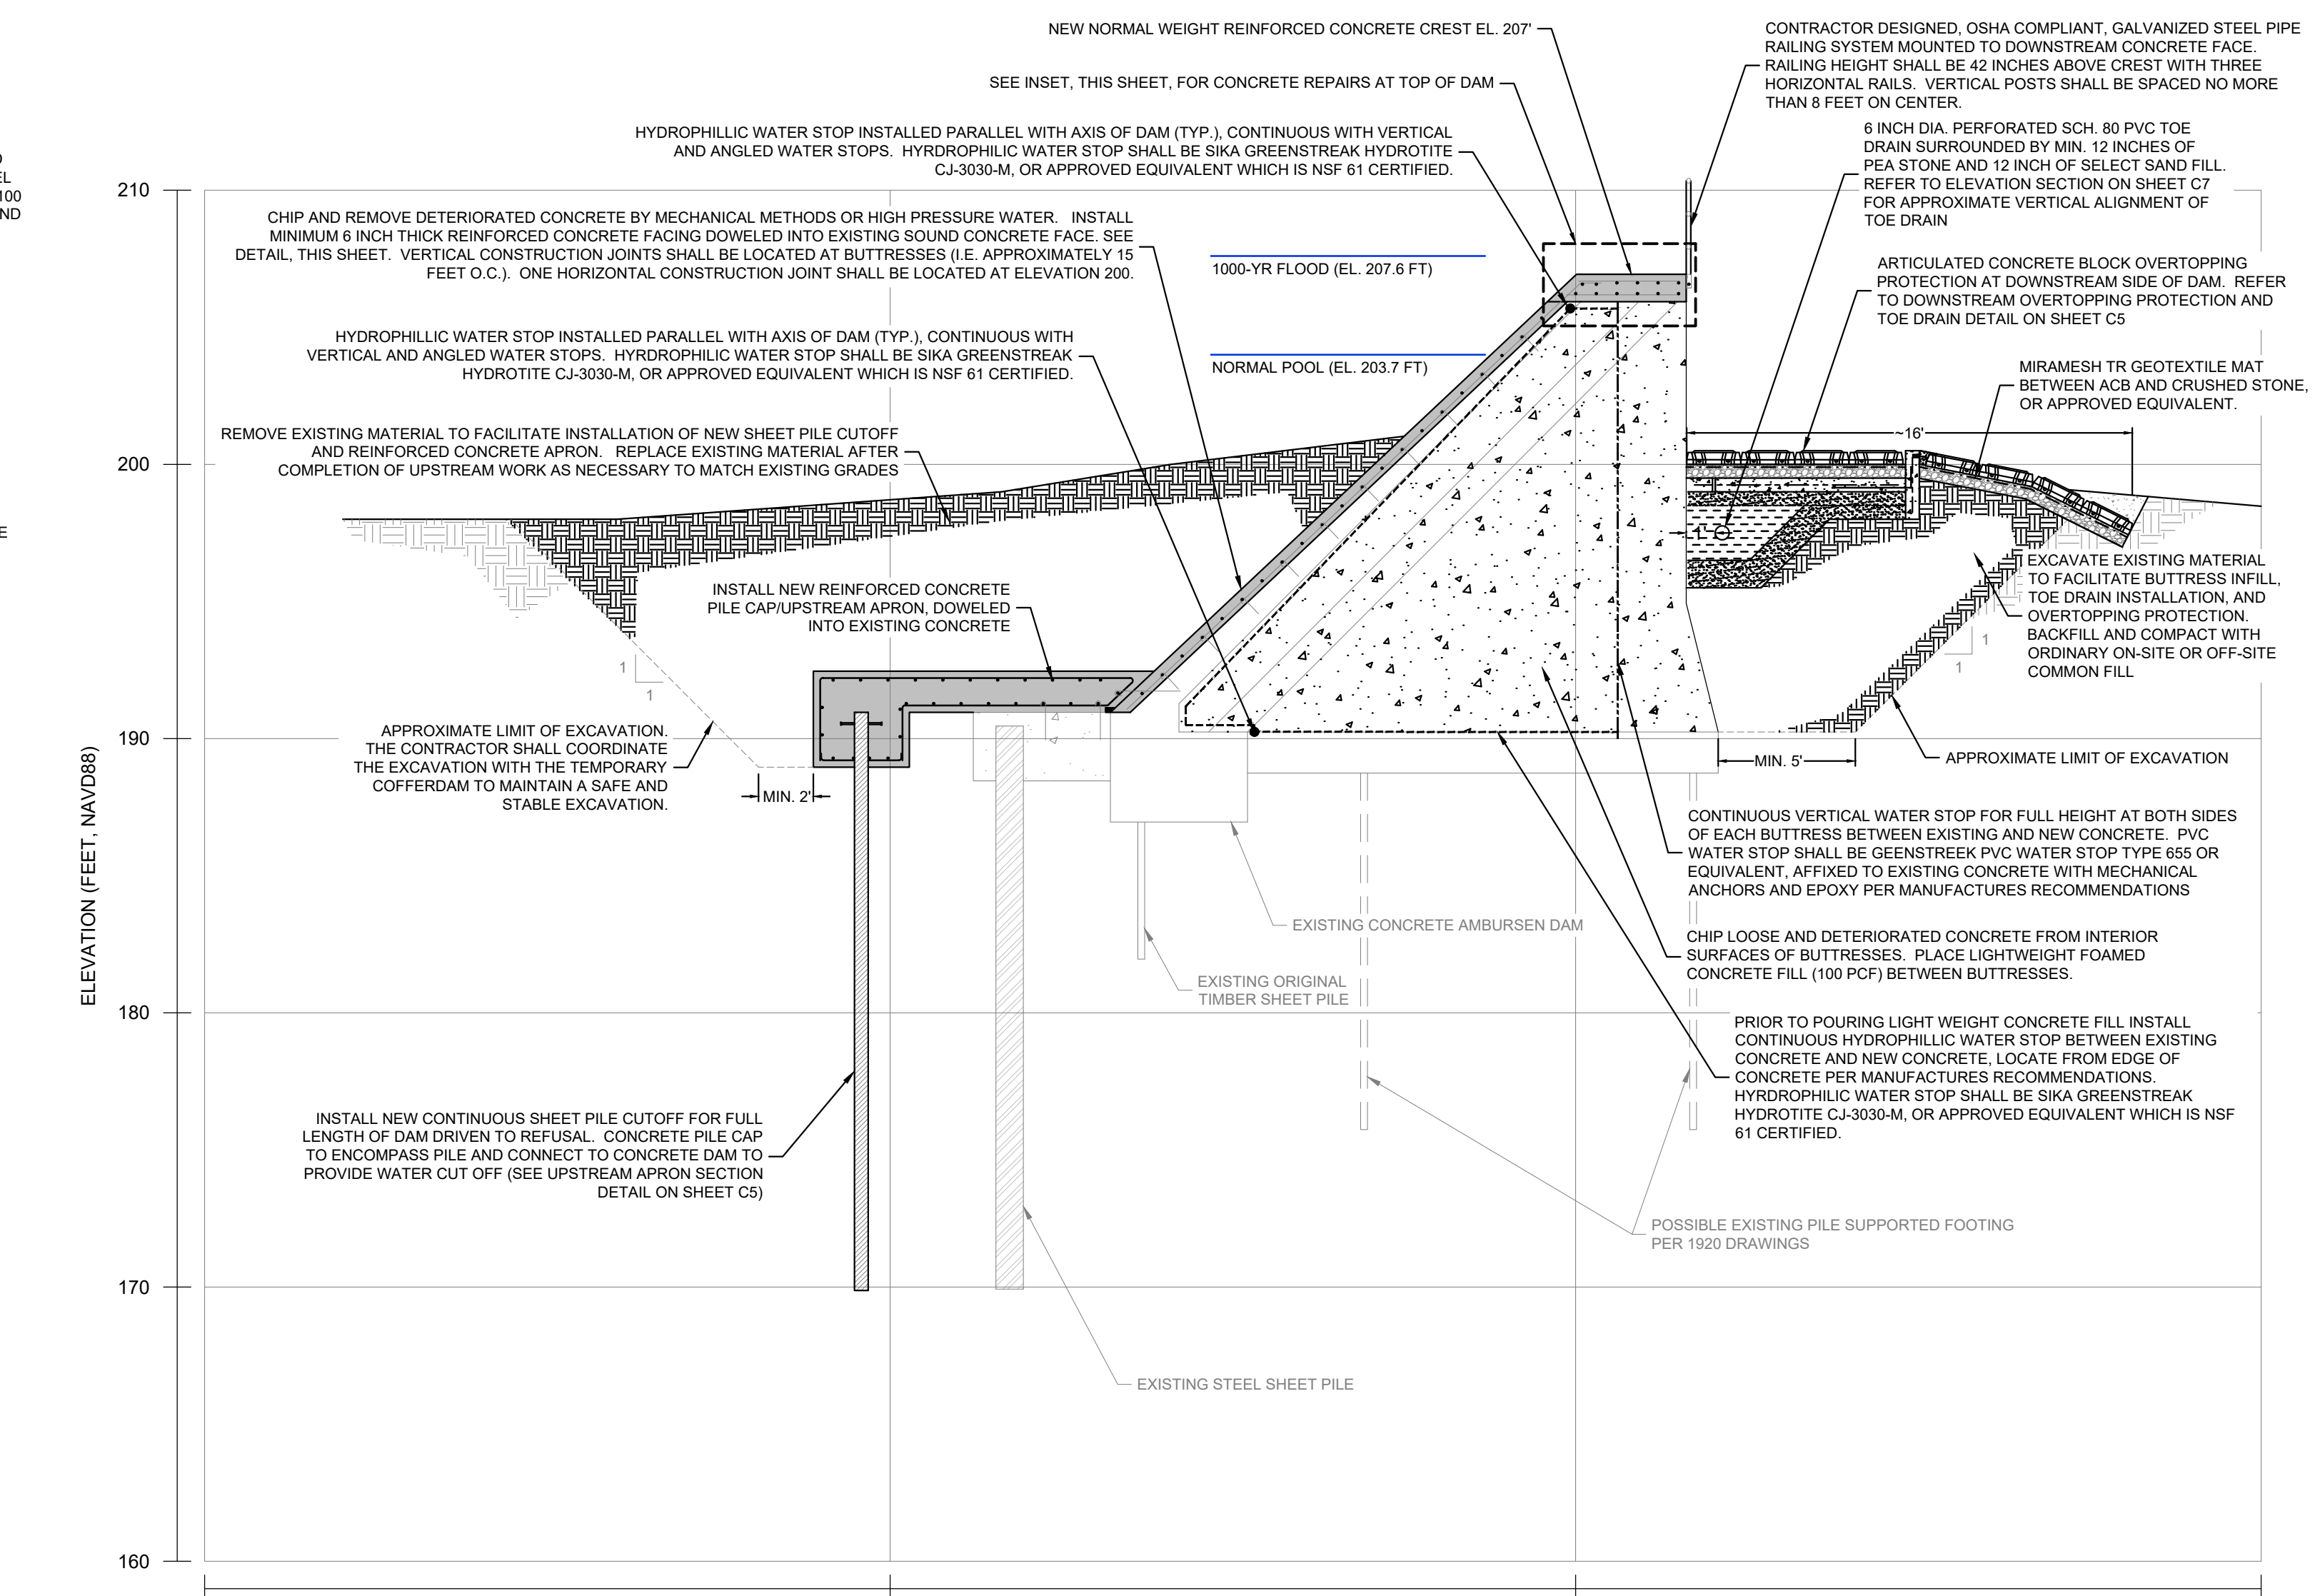 NEW NORMAL WEIGHT REINFORCED CONCRETE CREST EL. 207'
SEE INSET, THIS SHEET, FOR CONCRETE REPAIRS AT TOP OF DAM
HYDROPHILLIC WATER STOP INSTALLED PARALLEL WITH AXIS OF DAM (TYP.), CONTINUOUS WITH VERTICAL
AND ANGLED WATER STOPS. HYRDROPHILIC WATER STOP SHALL BE SIKA GREENSTREAK HYDROTITE
CJ-3030-M, OR APPROVED EQUIVALENT WHICH IS NSF 61 CERTIFIED.
CONTRACTOR DESIGNED, OSHA COMPLIANT, GALVANIZED STEEL PIPE
RAILING SYSTEM MOUNTED TO DOWNSTREAM CONCRETE FACE.
RAILING HEIGHT SHALL BE 42 INCHES ABOVE CREST WITH THREE
HORIZONTAL RAILS. VERTICAL POSTS SHALL BE SPACED NO MORE
THAN 8 FEET ON CENTER.
6 INCH DIA. PERFORATED SCH. 80 PVC TOE
DRAIN SURROUNDED BY MIN. 12 INCHES OF
PEA STONE AND 12 INCH OF SELECT SAND FILL.
REFER TO ELEVATION SECTION ON SHEET C7
FOR APPROXIMATE VERTICAL ALIGNMENT OF
TOE DRAIN
EL
100
ND
E
210
CHIP AND REMOVE DETERIORATED CONCRETE BY MECHANICAL METHODS OR HIGH PRESSURE WATER. INSTALL
MINIMUM 6 INCH THICK REINFORCED CONCRETE FACING DOWELED INTO EXISTING SOUND CONCRETE FACE. SEE
DETAIL, THIS SHEET. VERTICAL CONSTRUCTION JOINTS SHALL BE LOCATED AT BUTTRESSES (I.E. APPROXIMATELY 15
FEET O.C.). ONE HORIZONTAL CONSTRUCTION JOINT SHALL BE LOCATED AT ELEVATION 200.
1000-YR FLOOD (EL. 207.6 FT)
ARTICULATED CONCRETE BLOCK OVERTOPPING
PROTECTION AT DOWNSTREAM SIDE OF DAM. REFER
TO DOWNSTREAM OVERTOPPING PROTECTION AND
TOE DRAIN DETAIL ON SHEET C5
HYDROPHILLIC WATER STOP INSTALLED PARALLEL WITH AXIS OF DAM (TYP.), CONTINUOUS WITH
VERTICAL AND ANGLED WATER STOPS. HYRDROPHILIC WATER STOP SHALL BE SIKA GREENSTREAK
HYDROTITE CJ-3030-M, OR APPROVED EQUIVALENT WHICH IS NSF 61 CERTIFIED.
NORMAL POOL (EL. 203.7 FT)
MIRAMESH TR GEOTEXTILE MAT
BETWEEN ACB AND CRUSHED STONE,
OR APPROVED EQUIVALENT.
REMOVE EXISTING MATERIAL TO FACILITATE INSTALLATION OF NEW SHEET PILE CUTOFF
AND REINFORCED CONCRETE APRON. REPLACE EXISTING MATERIAL AFTER
COMPLETION OF UPSTREAM WORK AS NECESSARY TO MATCH EXISTING GRADES
~16'
200
1'
INSTALL NEW REINFORCED CONCRETE
PILE CAP/UPSTREAM APRON, DOWELED
INTO EXISTING CONCRETE
EXCAVATE EXISTING MATERIAL
TO FACILITATE BUTTRESS INFILL,
TOE DRAIN INSTALLATION, AND
OVERTOPPING PROTECTION.
BACKFILL AND COMPACT WITH
ORDINARY ON-SITE OR OFF-SITE
COMMON FILL
1
1
1
1
APPROXIMATE LIMIT OF EXCAVATION.
THE CONTRACTOR SHALL COORDINATE
THE EXCAVATION WITH THE TEMPORARY
COFFERDAM TO MAINTAIN A SAFE AND
STABLE EXCAVATION.
190
MIN. 2'
MIN. 5'
APPROXIMATE LIMIT OF EXCAVATION
ELEVATION (FEET, NAVD88)
CONTINUOUS VERTICAL WATER STOP FOR FULL HEIGHT AT BOTH SIDES
OF EACH BUTTRESS BETWEEN EXISTING AND NEW CONCRETE. PVC
WATER STOP SHALL BE GEENSTREEK PVC WATER STOP TYPE 655 OR
EQUIVALENT, AFFIXED TO EXISTING CONCRETE WITH MECHANICAL
ANCHORS AND EPOXY PER MANUFACTURES RECOMMENDATIONS
EXISTING CONCRETE AMBURSEN DAM
CHIP LOOSE AND DETERIORATED CONCRETE FROM INTERIOR
SURFACES OF BUTTRESSES. PLACE LIGHTWEIGHT FOAMED
CONCRETE FILL (100 PCF) BETWEEN BUTTRESSES.
EXISTING ORIGINAL
TIMBER SHEET PILE
180
PRIOR TO POURING LIGHT WEIGHT CONCRETE FILL INSTALL
CONTINUOUS HYDROPHILLIC WATER STOP BETWEEN EXISTING
CONCRETE AND NEW CONCRETE, LOCATE FROM EDGE OF
CONCRETE PER MANUFACTURES RECOMMENDATIONS.
HYRDROPHILIC WATER STOP SHALL BE SIKA GREENSTREAK
HYDROTITE CJ-3030-M, OR APPROVED EQUIVALENT WHICH IS NSF
61 CERTIFIED.
INSTALL NEW CONTINUOUS SHEET PILE CUTOFF FOR FULL
LENGTH OF DAM DRIVEN TO REFUSAL. CONCRETE PILE CAP
TO ENCOMPASS PILE AND CONNECT TO CONCRETE DAM TO
PROVIDE WATER CUT OFF (SEE UPSTREAM APRON SECTION
DETAIL ON SHEET C5)
POSSIBLE EXISTING PILE SUPPORTED FOOTING
PER 1920 DRAWINGS
170
EXISTING STEEL SHEET PILE
160